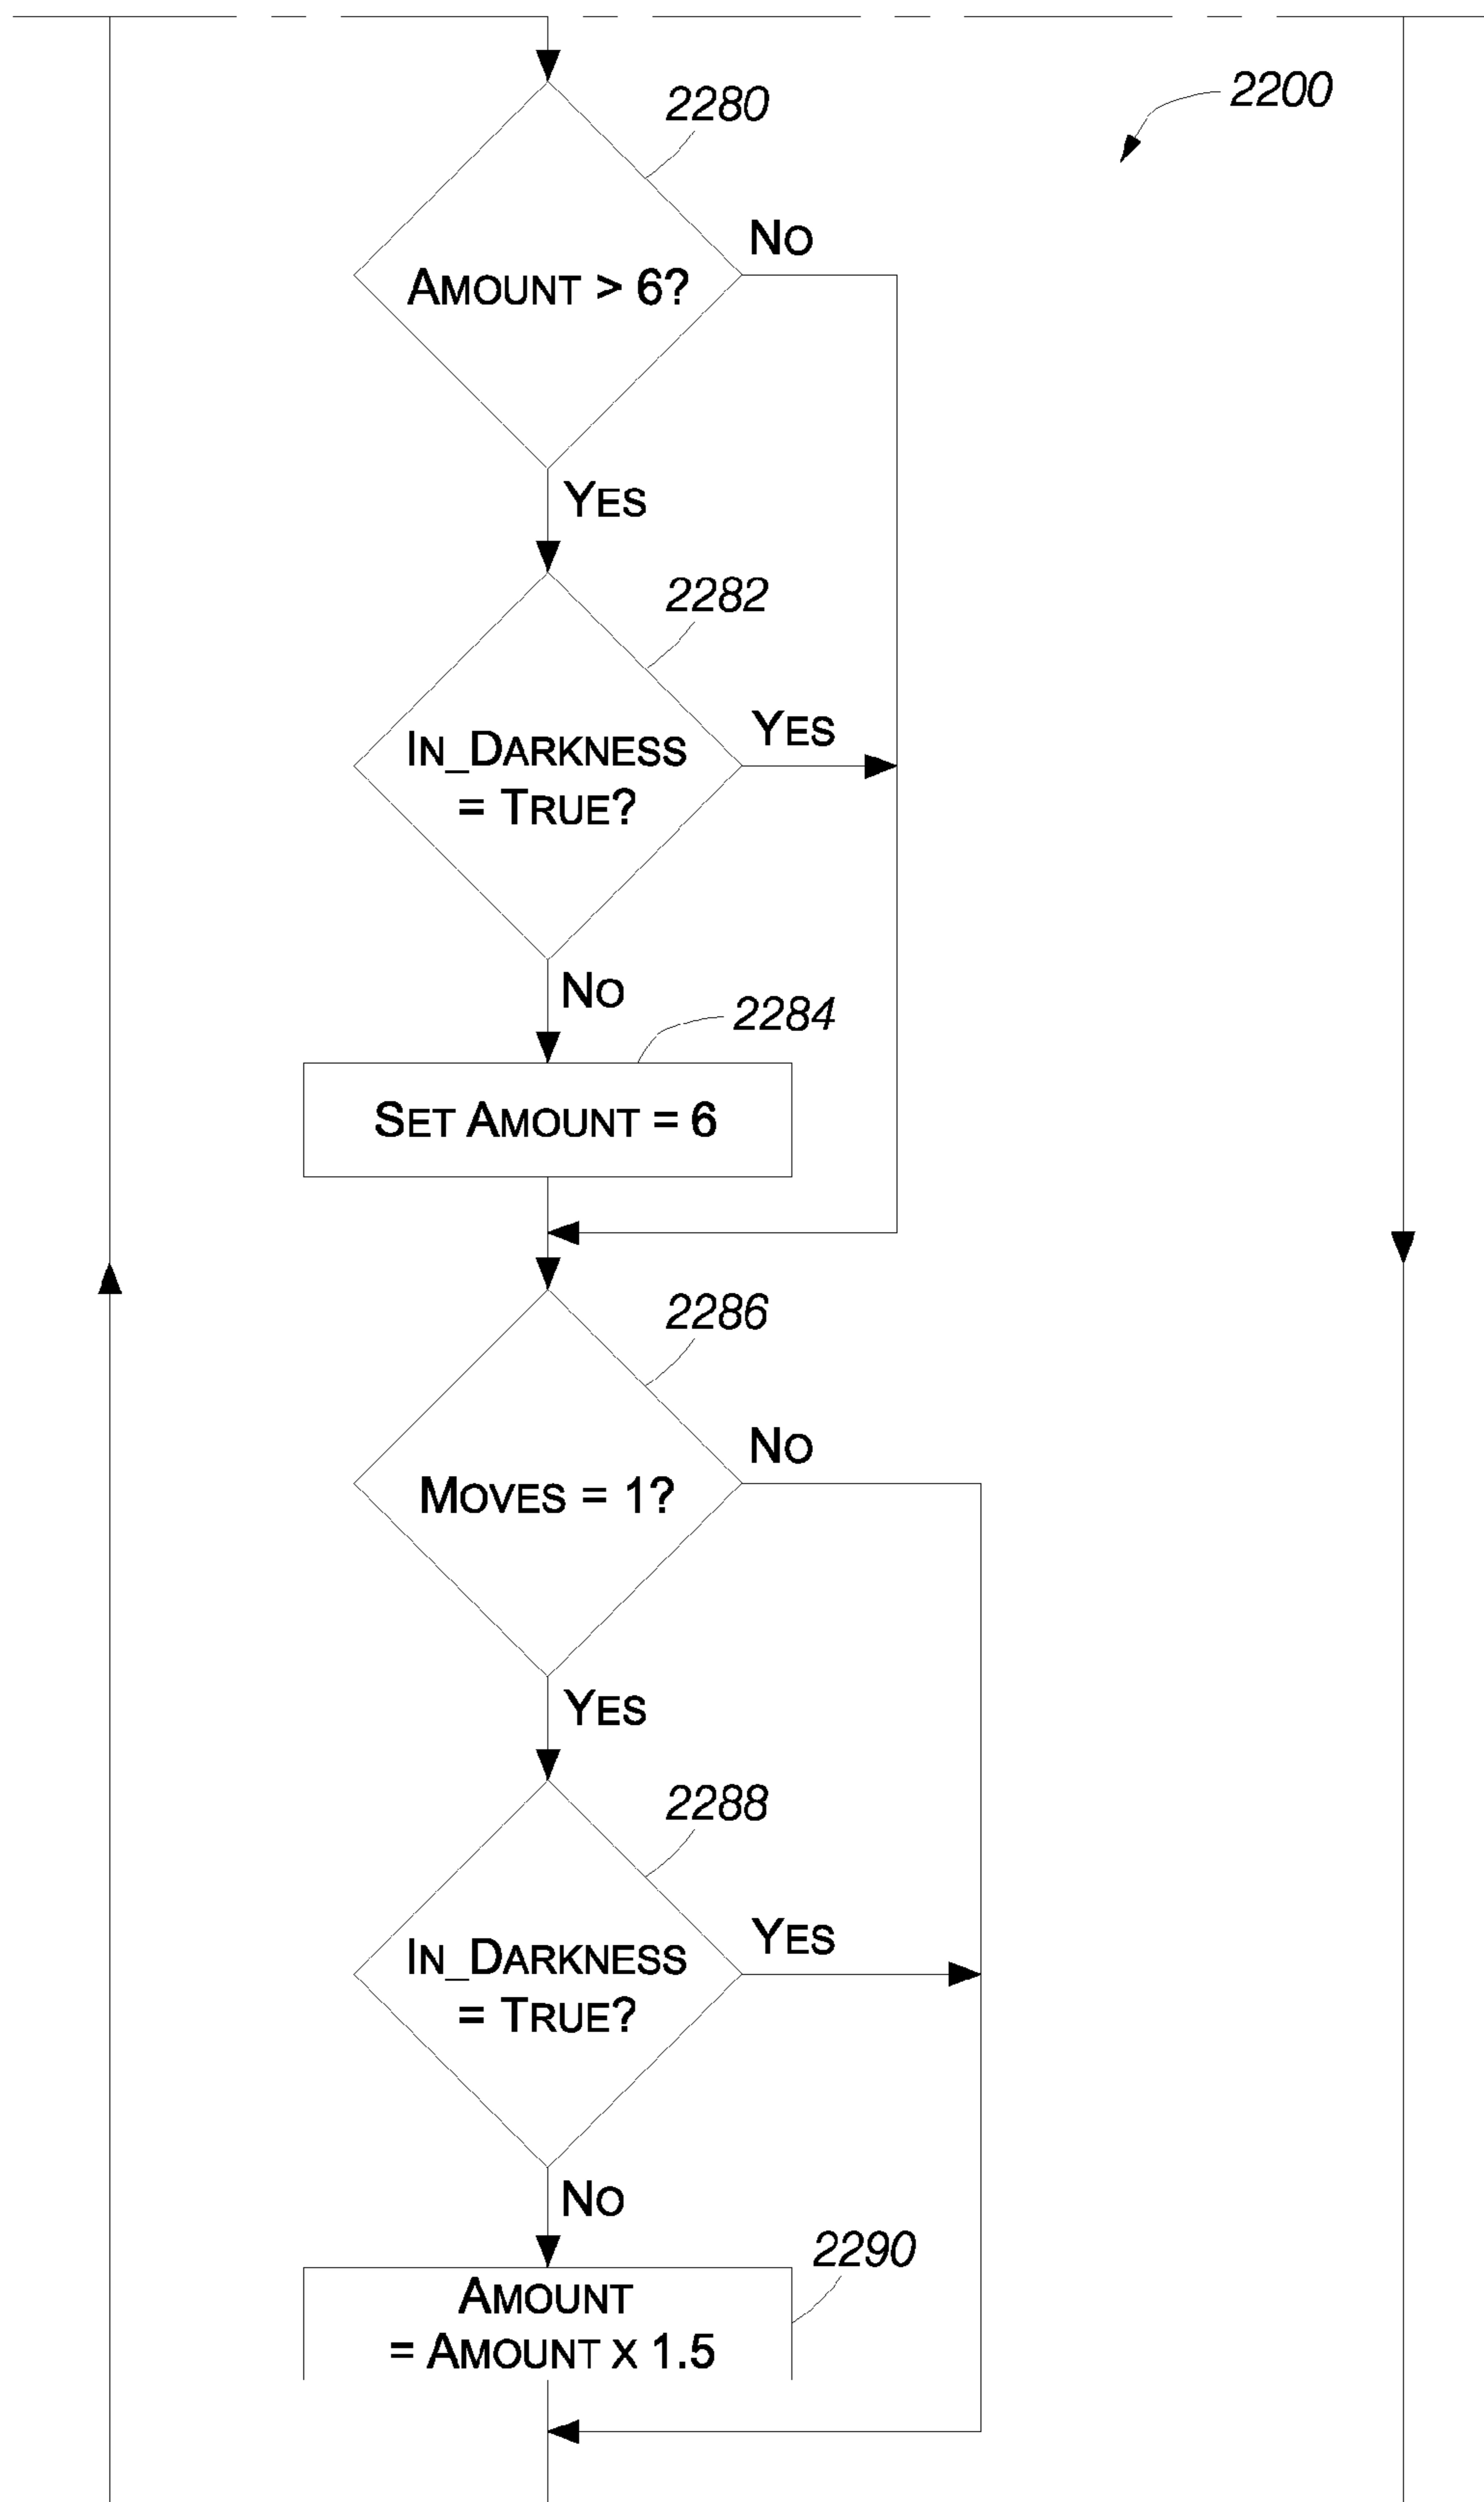 2280
2200
NO
AMOUNT > 6?
YES
2282
YES
IN_DARKNESS
= TRUE?
NO
2284
SET AMOUNT = 6
2286
NO
MOVES = 1?
YES
2288
YES
IN_DARKNESS
= TRUE?
NO
2290
AMOUNT
= AMOUNT X 1.5